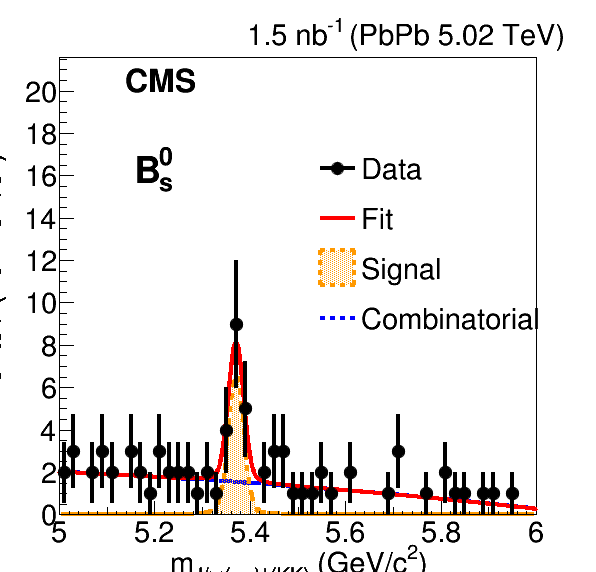 1.5 nb-1 (PbPb 5.02 TeV)
CMS
B0s
Data
Fit
Signal
Combinatorial
20
18
16
14
12
10
8
6
4
2
0
5 5.2 5.4 5.6 5.8 6
(GeV/c2)